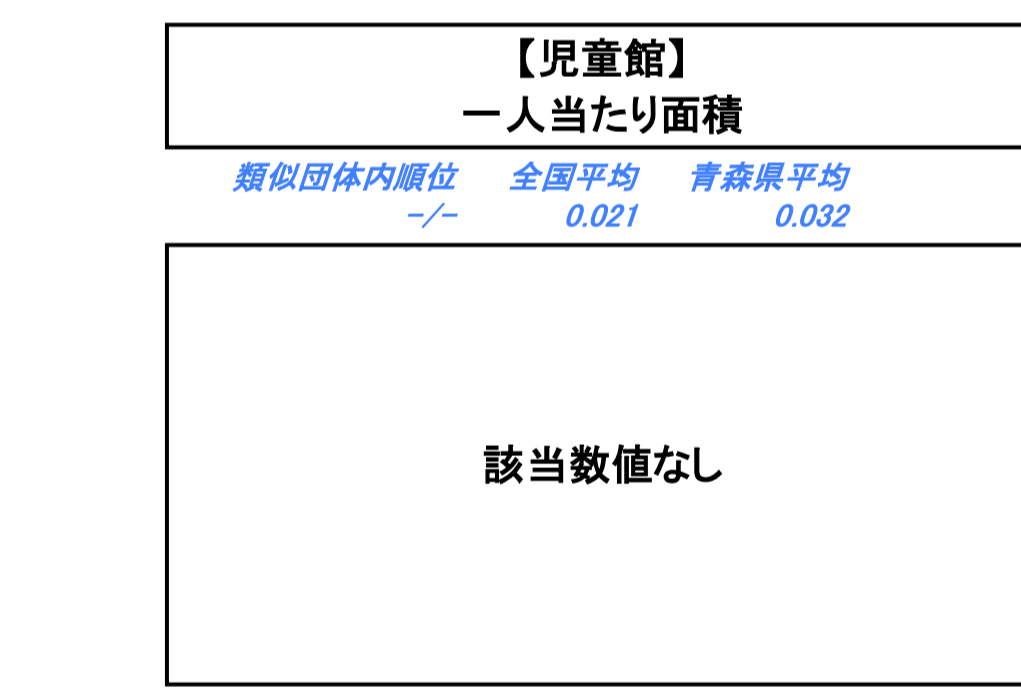 【児童館】
一人当たり面積
類似団体内順位 全国平均 青森県平均
-/- 0.021 0.032
該当数値なし